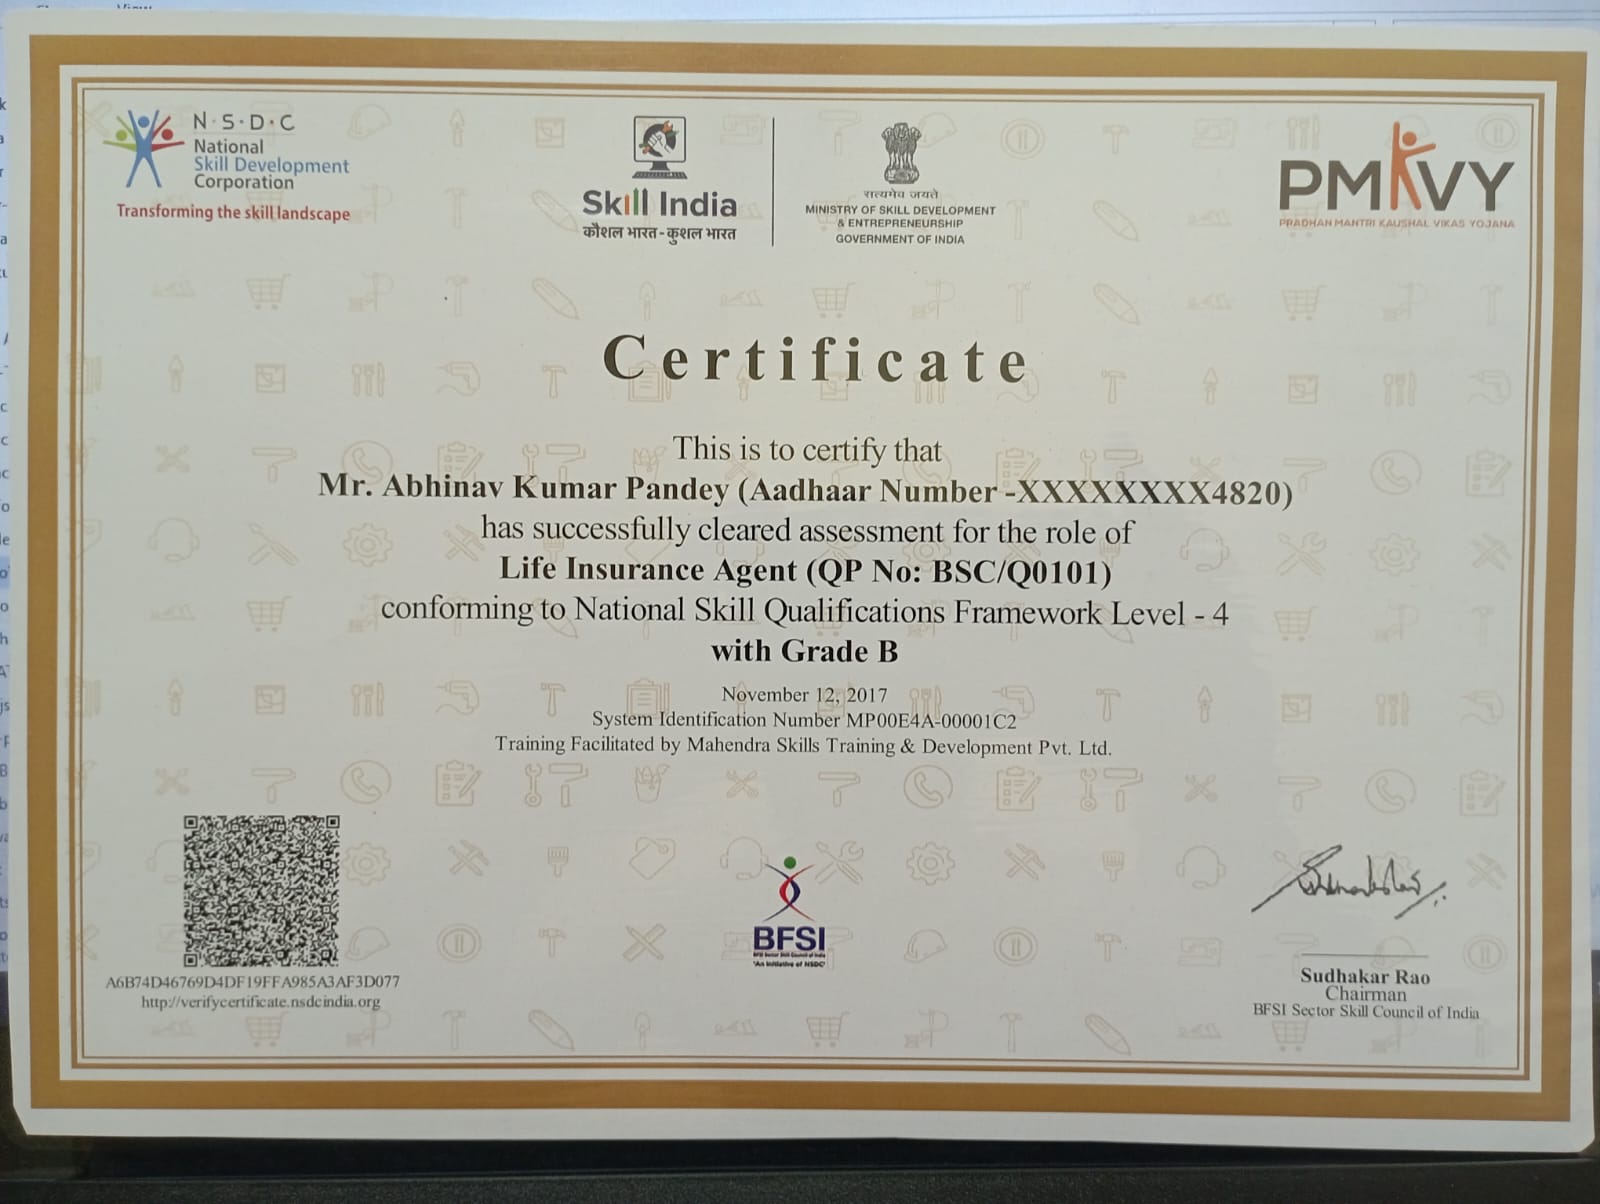 N·S·D·C
National
Skill Development
Corporation
Transforming the skill landscape
Skill India
कौशल भारत-कुशल भारत
सत्यमेव जयते
MINISTRY OF SKILL DEVELOPMENT
& ENTREPRENEURSHIP
GOVERNMENT OF INDIA
PMKVY
PRADHAN MANTRI KAUSHAL VIKAS YOJANA
Certificate
This is to certify that
Mr. Abhinav Kumar Pandey (Aadhaar Number -XXXXXXXX4820)
has successfully cleared assessment for the role of
Life Insurance Agent (QP No: BSC/Q0101)
conforming to National Skill Qualifications Framework Level - 4
with Grade B
November 12, 2017
System Identification Number MP00E4A-00001C2
Training Facilitated by Mahendra Skills Training & Development Pvt. Ltd.
A6B74D46769D4DF19FFA985A3AF3D077
http://verifycertificate.nsdcindia.org
BFSI
BFSI Sector Skill Council of India
'An Initiative of NSDC'
Sudhakar Rao
Chairman
BFSI Sector Skill Council of India